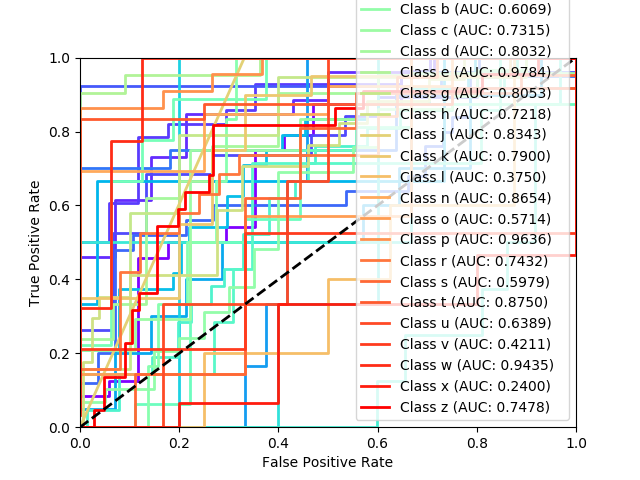 Class b (AUC: 0.6069)
Class c (AUC: 0.7315)
Class d (AUC: 0.8032)
Class e (AUC: 0.9784)
Class g (AUC: 0.8053)
Class h (AUC: 0.7218)
Class j (AUC: 0.8343)
Class k (AUC: 0.7900)
Class l (AUC: 0.3750)
Class n (AUC: 0.8654)
Class o (AUC: 0.5714)
Class p (AUC: 0.9636)
Class r (AUC: 0.7432)
Class s (AUC: 0.5979)
Class t (AUC: 0.8750)
Class u (AUC: 0.6389)
Class v (AUC: 0.4211)
Class w (AUC: 0.9435)
Class x (AUC: 0.2400)
Class z (AUC: 0.7478)
1.0
0.8
0.6
0.4
0.2
0.0
True Positive Rate
0.0 0.2 0.4 0.6 0.8 1.0
False Positive Rate